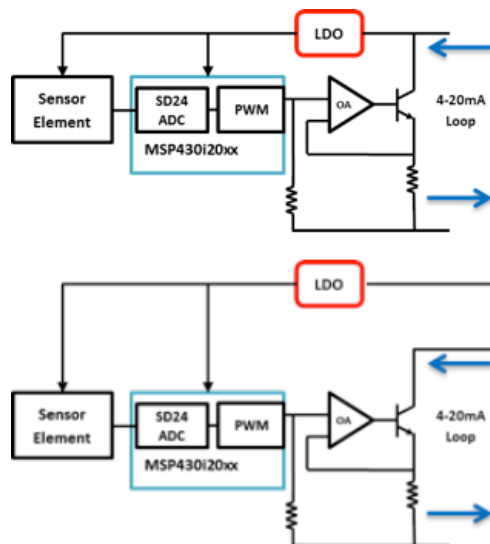 LDO
Sensor
Element
SD24
ADC
PWM
MSP430i20xx
OA
4-20mA
Loop
LDO
Sensor
Element
SD24
ADC
PWM
MSP430i20xx
OA
4-20mA
Loop